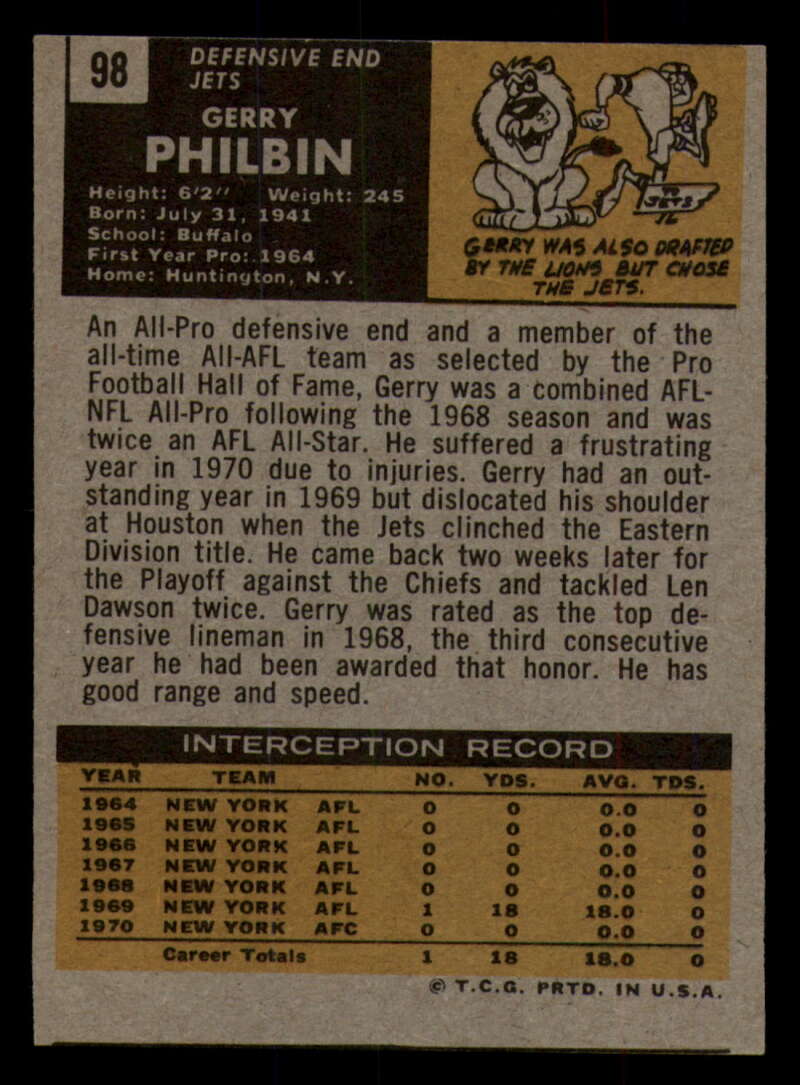 98
DEFENSIVE END
JETS
GERRY
PHILBIN
Height: 6'2" Weight: 245
Born: July 31, 1941
School: Buffalo
First Year Pro: 1964
Home: Huntington, N.Y.
JETS
GERRY WAS ALSO DRAFTED
BY THE LIONS BUT CHOSE
THE JETS.
An All-Pro defensive end and a member of the
all-time All-AFL team as selected by the Pro
Football Hall of Fame, Gerry was a combined AFL-
NFL All-Pro following the 1968 season and was
twice an AFL All-Star. He suffered a frustrating
year in 1970 due to injuries. Gerry had an out-
standing year in 1969 but dislocated his shoulder
at Houston when the Jets clinched the Eastern
Division title. He came back two weeks later for
the Playoff against the Chiefs and tackled Len
Dawson twice. Gerry was rated as the top de-
fensive lineman in 1968, the third consecutive
year he had been awarded that honor. He has
good range and speed.
INTERCEPTION RECORD
YEAR TEAM NO. YDS. AVG. TDS.
1964 NEW YORK AFL 0 0 0.0 0
1965 NEW YORK AFL 0 0 0.0 0
1966 NEW YORK AFL 0 0 0.0 0
1967 NEW YORK AFL 0 0 0.0 0
1968 NEW YORK AFL 0 0 0.0 0
1969 NEW YORK AFL 1 18 18.0 0
1970 NEW YORK AFC 0 0 0.0 0
Career Totals 1 18 18.0 0
© T.C.G. PRTD. IN U.S.A.